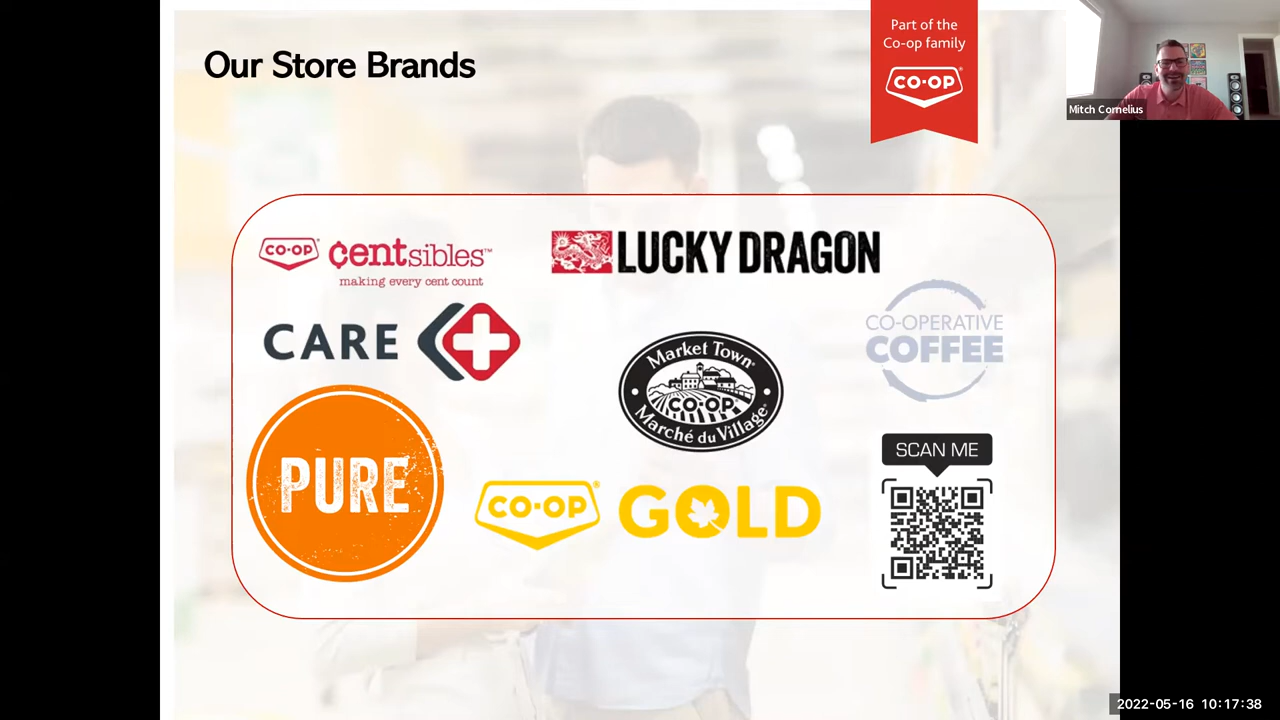 Our Store Brands
Part of the
Co-op family
CO-OP
Mitch Cornelius
CO-OP ¢entsibles™
making every cent count
LUCKY DRAGON
CARE
CO-OPERATIVE
COFFEE
Market Town
CO-OP
Marché du Village
PURE
CO-OP® GOLD
SCAN ME
2022-05-16 10:17:38